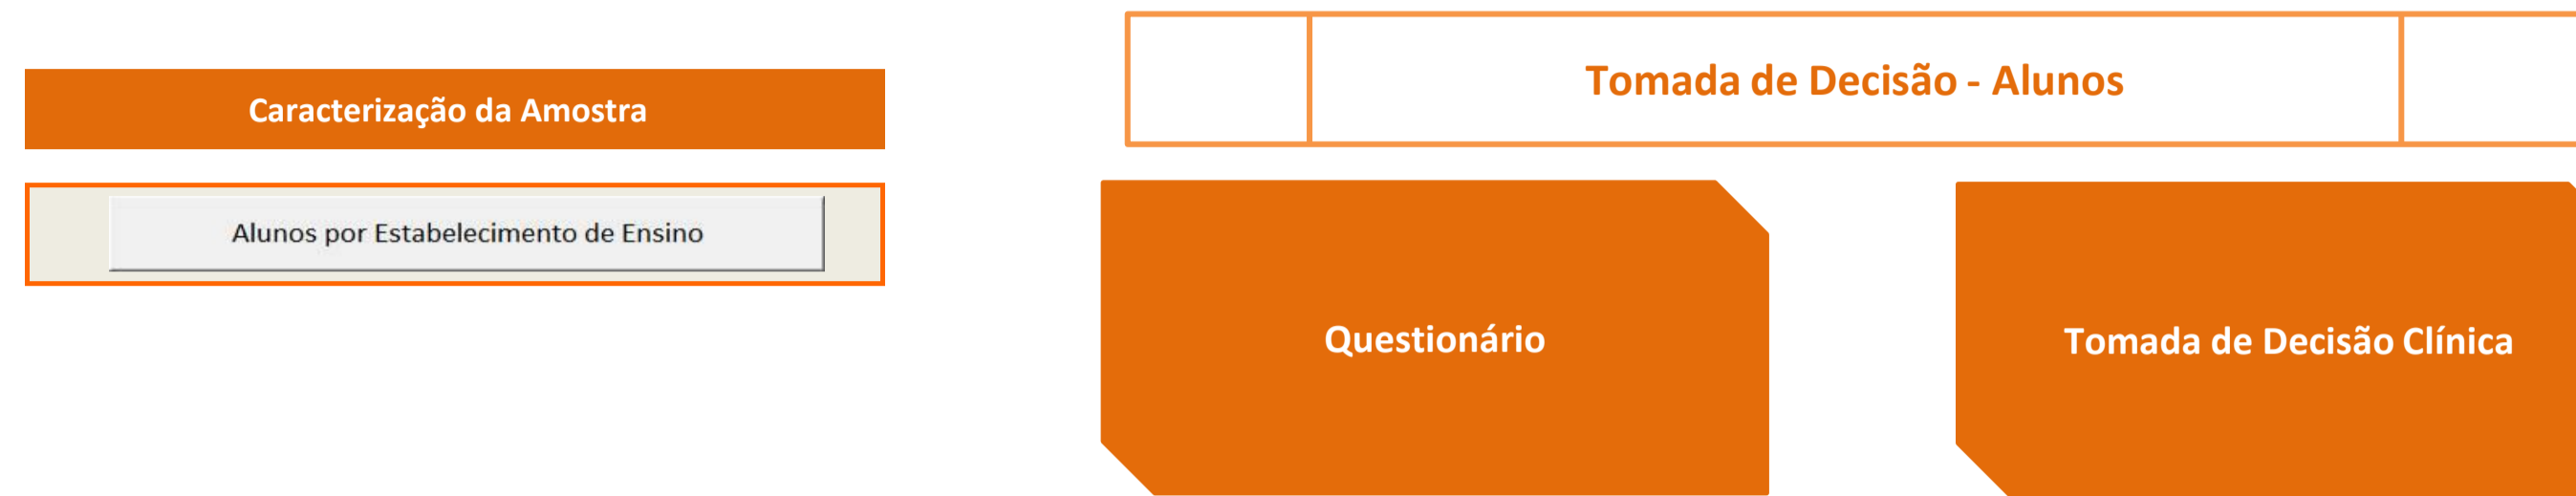 Caracterização da Amostra
Alunos por Estabelecimento de Ensino
Tomada de Decisão - Alunos
Questionário
Tomada de Decisão Clínica